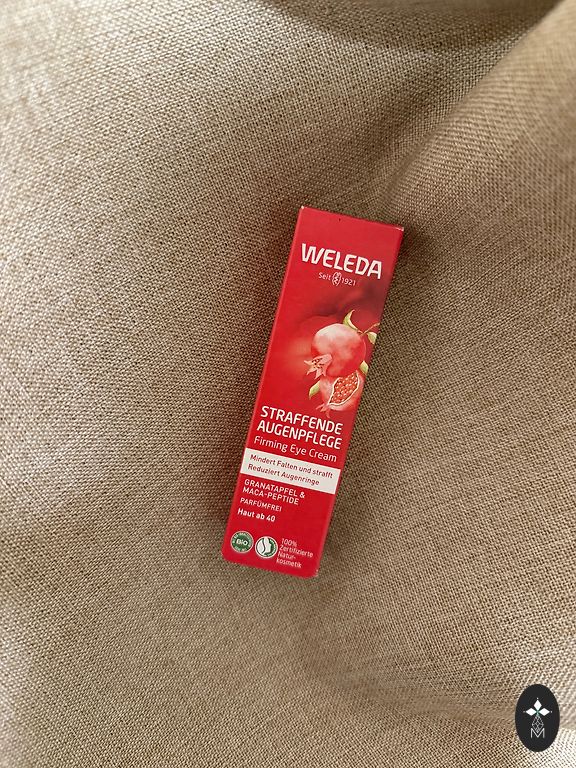 WELEDA
Seit 1921
STRAFFENDE
AUGENPFLEGE
Firming Eye Cream
Mindert Falten und strafft
Reduziert Augenringe
GRANATAPFEL &
MACA-PEPTIDE
PARFÜMFREI
Haut ab 40
BIO
100%
Zertifizierte
Natur-
kosmetik
M